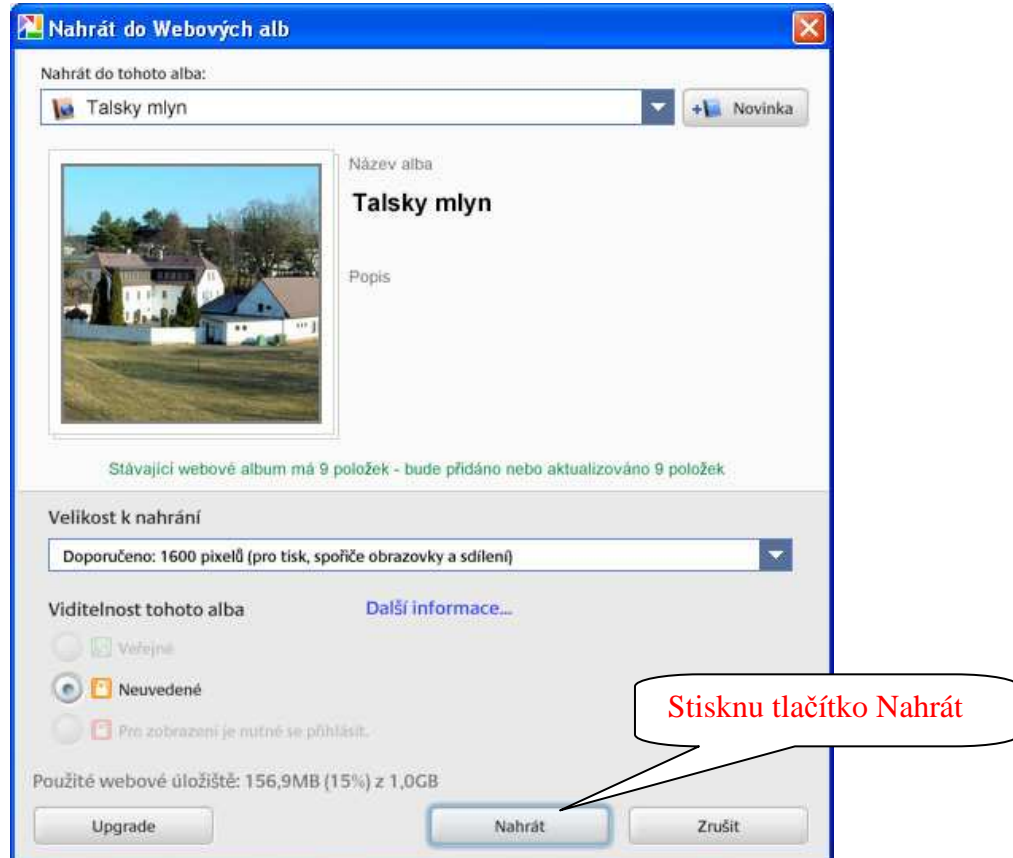 Nahrát do Webových alb
Nahrát do tohoto alba:
Talsky mlyn
Novinka
Název alba
Talsky mlyn
Popis
Stávající webové album má 9 položek - bude přidáno nebo aktualizováno 9 položek
Velikost k nahrání
Doporučeno: 1600 pixelů (pro tisk, spořiče obrazovky a sdílení)
Viditelnost tohoto alba
Další informace...
Veřejné
Neuvedené
Pro zobrazení je nutné se přihlásit.
Stisknu tlačítko Nahrát
Použité webové úložiště: 156,9MB (15%) z 1,0GB
Upgrade
Nahrát
Zrušit